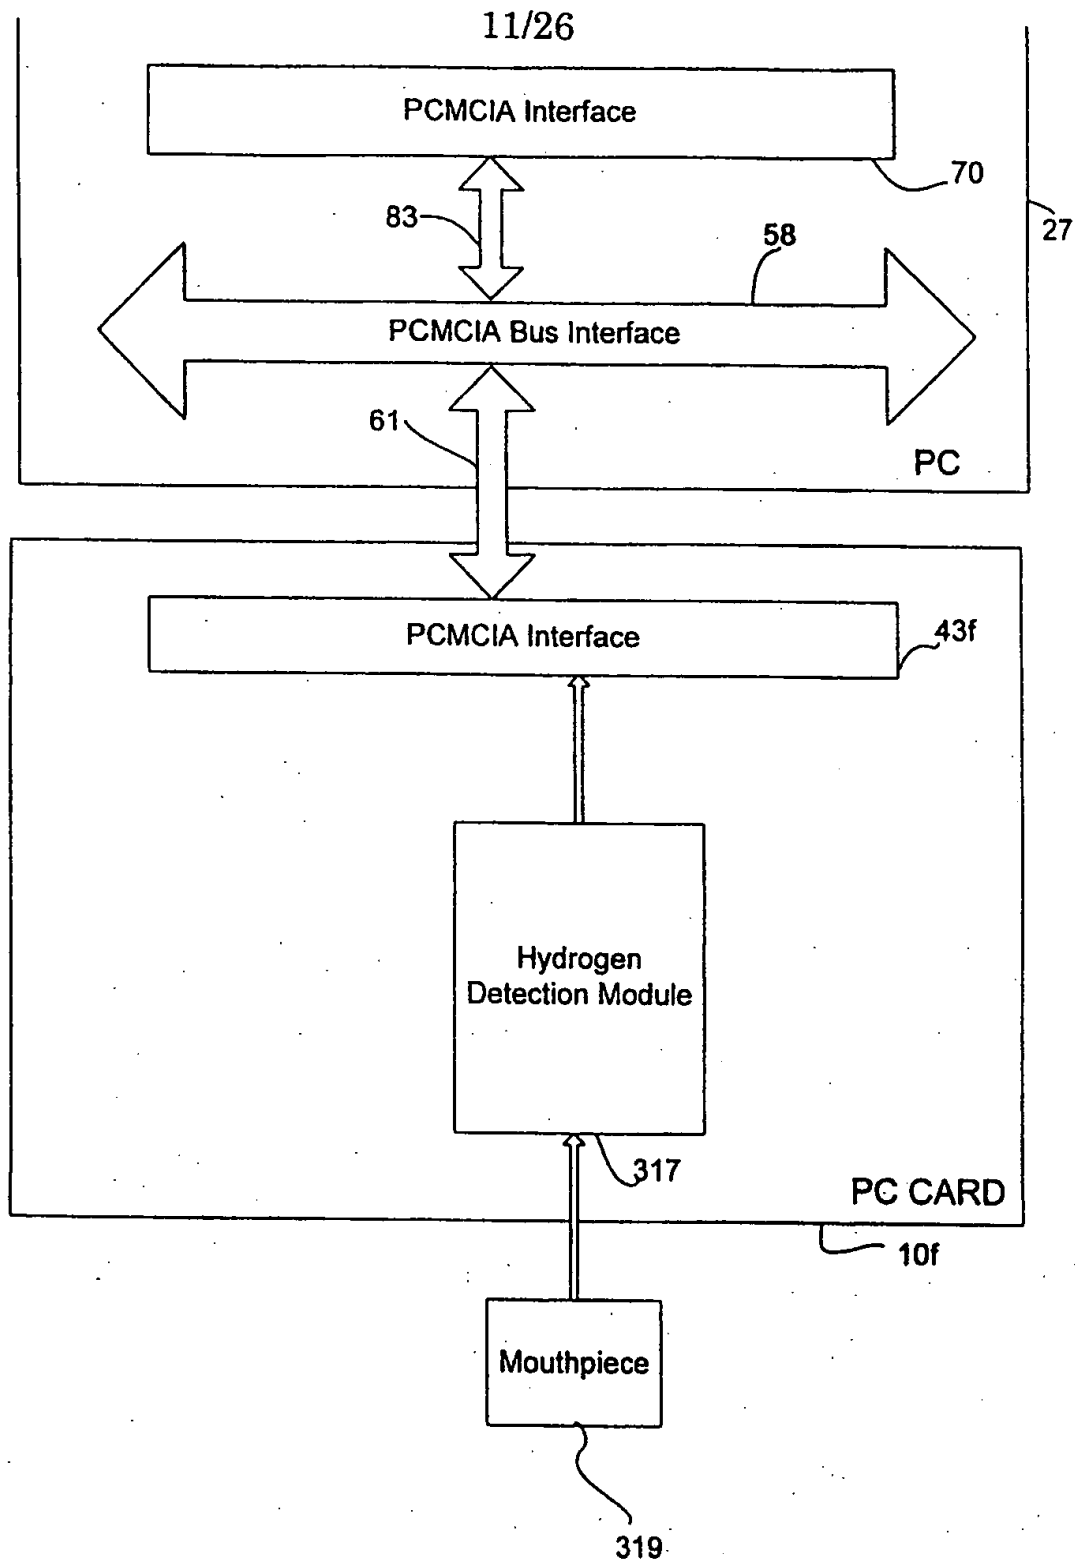 11/26
PCMCIA Interface
70
83
27
58
PCMCIA Bus Interface
61
PC
PCMCIA Interface
43f
Hydrogen
Detection Module
317
PC CARD
10f
Mouthpiece
319